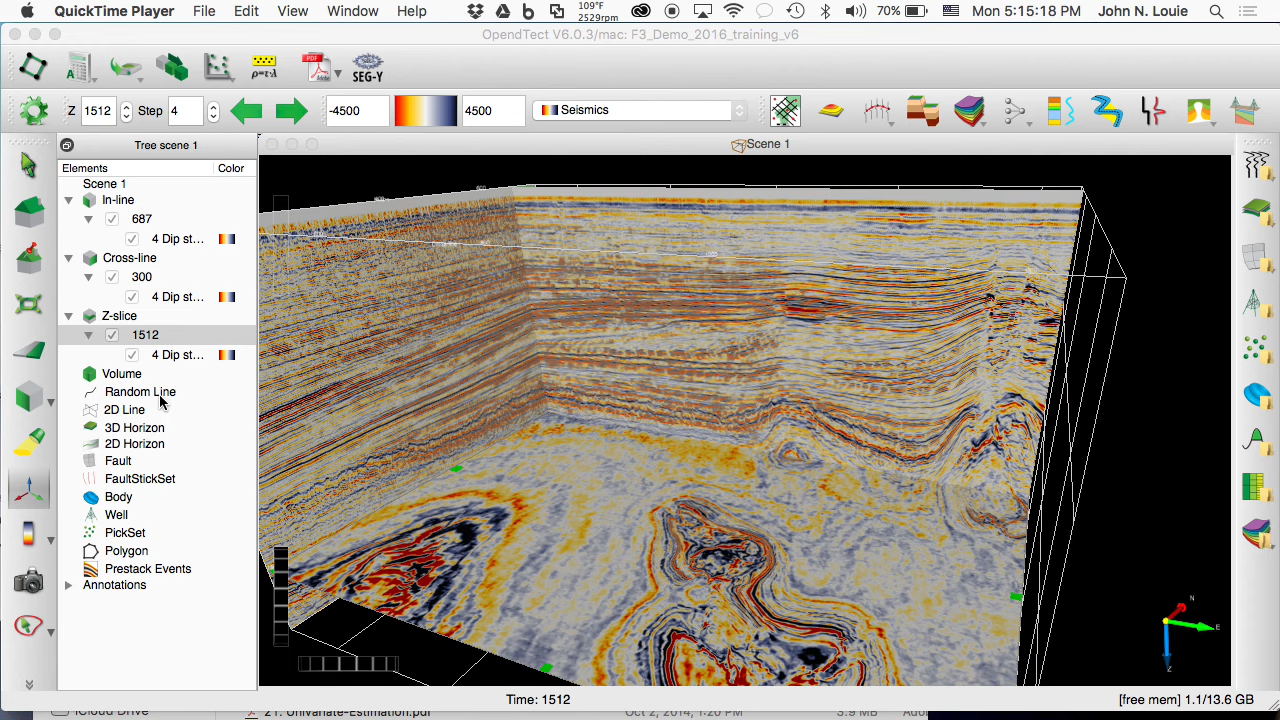 QuickTime Player File Edit View Window Help 109°F 2529rpm 70% Mon 5:15:18 PM John N. Louie
OpendTect V6.0.3/mac: F3_Demo_2016_training_v6
ρ=τ.λ PDF SEG-Y
Z 1512 Step 4 -4500 4500 Seismics
Tree scene 1
Scene 1
Elements Color
Scene 1
In-line
687
4 Dip st...
Cross-line
300
4 Dip st...
Z-slice
1512
4 Dip st...
Volume
Random Line
2D Line
3D Horizon
2D Horizon
Fault
FaultStickSet
Body
Well
PickSet
Polygon
Prestack Events
Annotations
N
E
Z
Time: 1512 [free mem] 1.1/13.6 GB
iCloud Drive 21. Univariate-Estimation.pdf Oct 2, 2014, 1:20 PM 3.9 MB